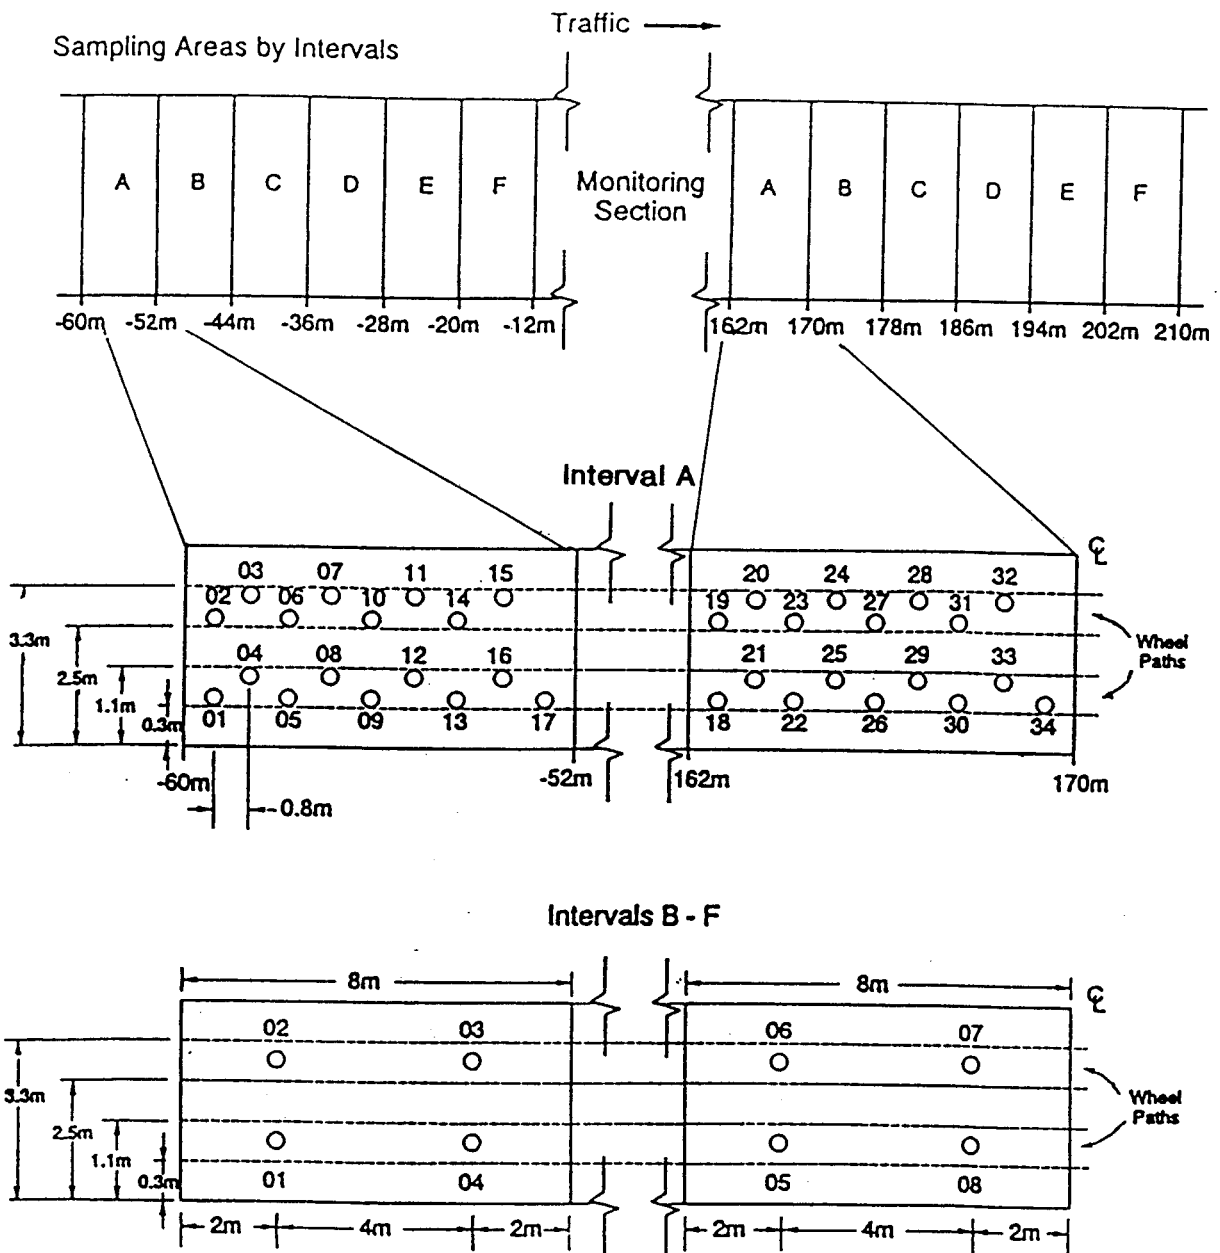 Traffic
Sampling Areas by Intervals
A B C D E F
Monitoring
Section
A B C D E F
-60m -52m -44m -36m -28m -20m -12m
162m 170m 178m 186m 194m 202m 210m
Interval A
℄
03 07 11 15
20 24 28 32
02 06 10 14
19 23 27 31
Wheel
Paths
3.3m
2.5m
1.1m
0.3m
04 08 12 16
21 25 29 33
01 05 09 13 17
18 22 26 30 34
-60m -52m 162m 170m
0.8m
Intervals B - F
8m 8m
℄
02 03 06 07
3.3m
2.5m
1.1m
0.3m
Wheel
Paths
01 04 05 08
2m 4m 2m 2m 4m 2m